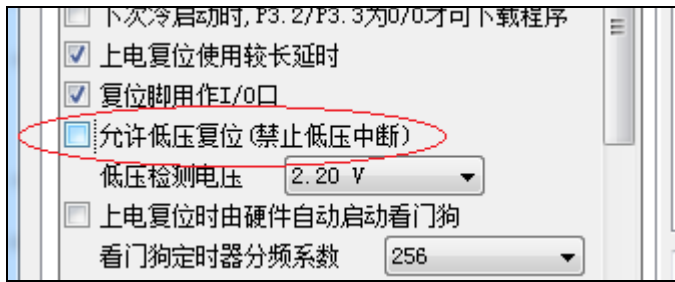 下次冷启动时,P3.2/P3.3为0/0才可下载程序
上电复位使用较长延时
复位脚用作I/O口
允许低压复位(禁止低压中断)
低压检测电压 2.20 V
上电复位时由硬件自动启动看门狗
看门狗定时器分频系数 256